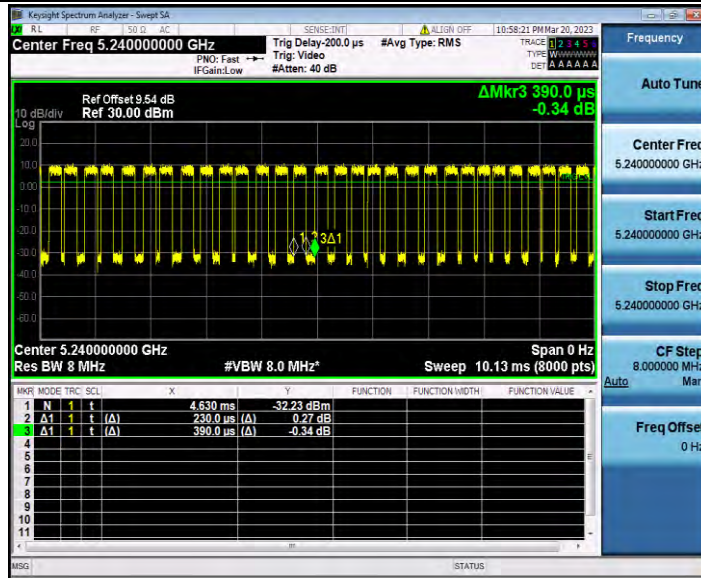 Keysight Spectrum Analyzer - Swept SA
RL RF 50 Ω AC SENSE:INT ALIGN OFF 10:58:21 PM Mar 20, 2023
Center Freq 5.240000000 GHz
Trig Delay-200.0 µs #Avg Type: RMS
TRACE 1 2 3 4 5 6
PNO: Fast Trig: Video
TYPE W
IFGain:Low #Atten: 40 dB
DET A A A A A A
Frequency
Auto Tune
Center Freq
5.240000000 GHz
Start Freq
5.240000000 GHz
Stop Freq
5.240000000 GHz
CF Step
8.000000 MHz
Auto Man
Freq Offset
0 Hz
ΔMkr3 390.0 µs
-0.34 dB
Ref Offset 9.54 dB
10 dB/div Ref 30.00 dBm
Log
20.0
10.0
0.00
-10.0
-20.0
-30.0
-40.0
-50.0
-60.0
3Δ1
Center 5.240000000 GHz Span 0 Hz
Res BW 8 MHz #VBW 8.0 MHz* Sweep 10.13 ms (8000 pts)
MKR MODE TRC SCL X Y FUNCTION FUNCTION WIDTH FUNCTION VALUE
1 N 1 t 4.630 ms -32.23 dBm
2 Δ1 1 t (Δ) 230.0 µs (Δ) 0.27 dB
3 Δ1 1 t (Δ) 390.0 µs (Δ) -0.34 dB
4
5
6
7
8
9
10
11
MSG STATUS